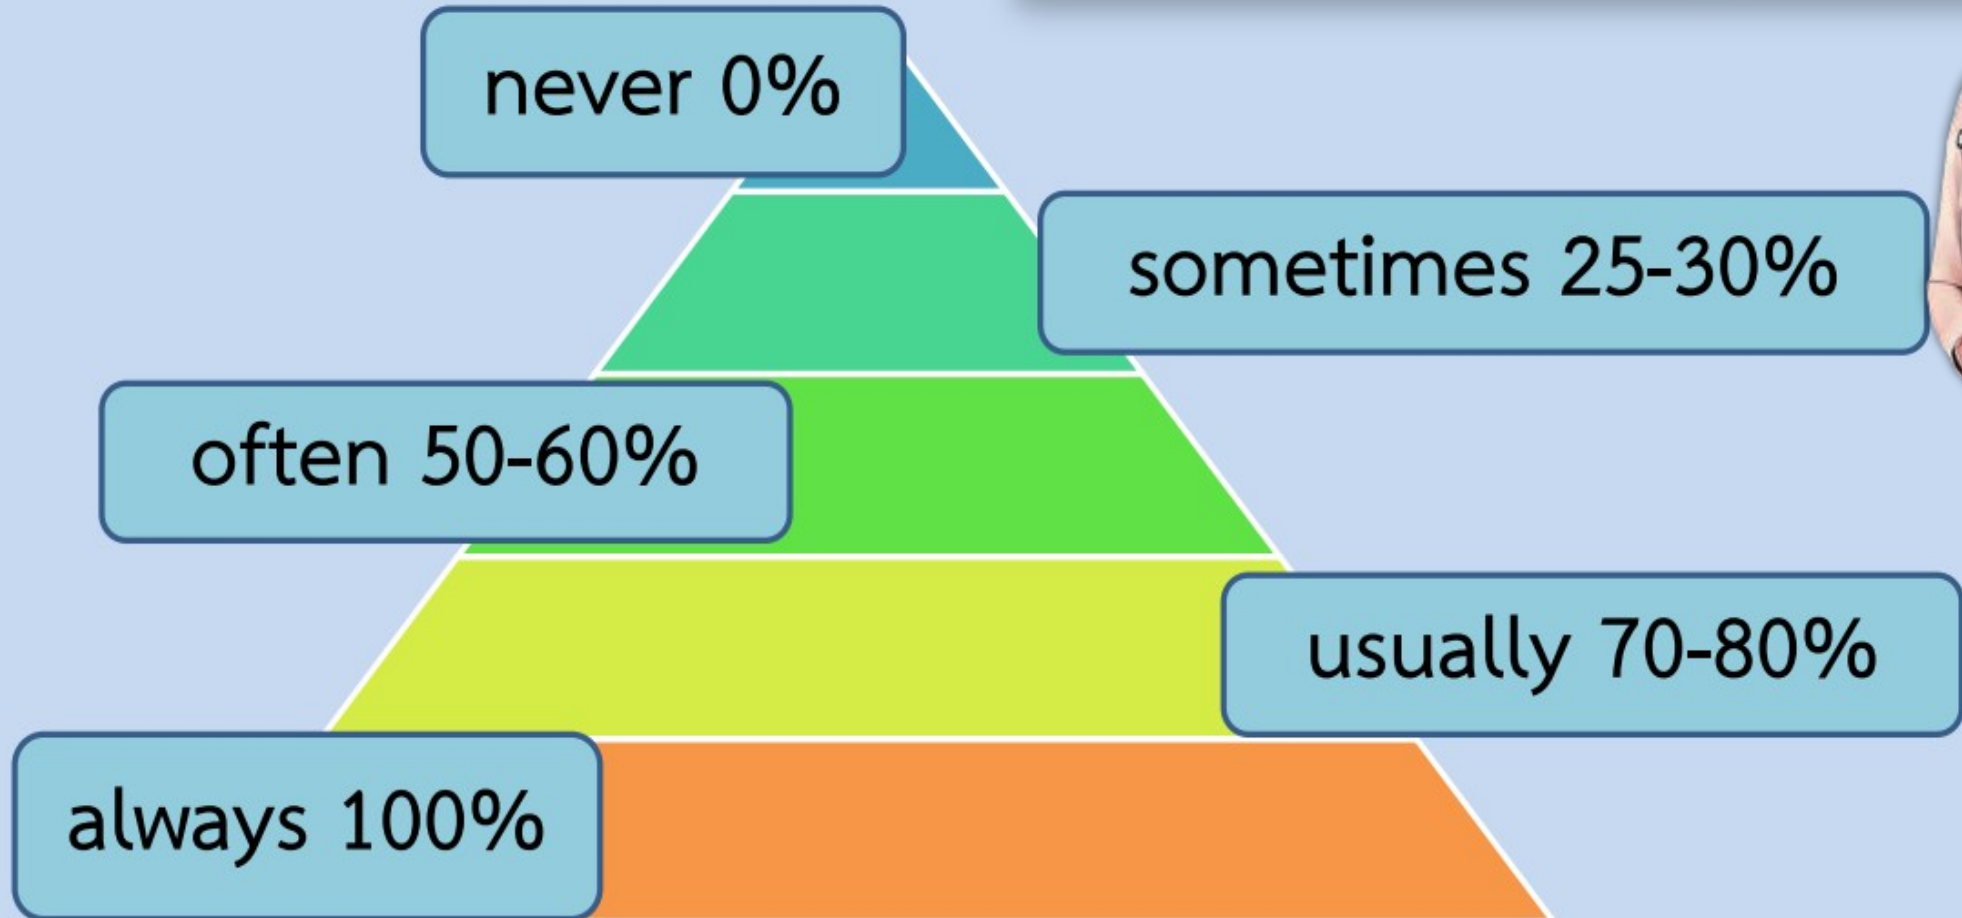 never 0%
sometimes 25-30%
often 50-60%
usually 70-80%
always 100%